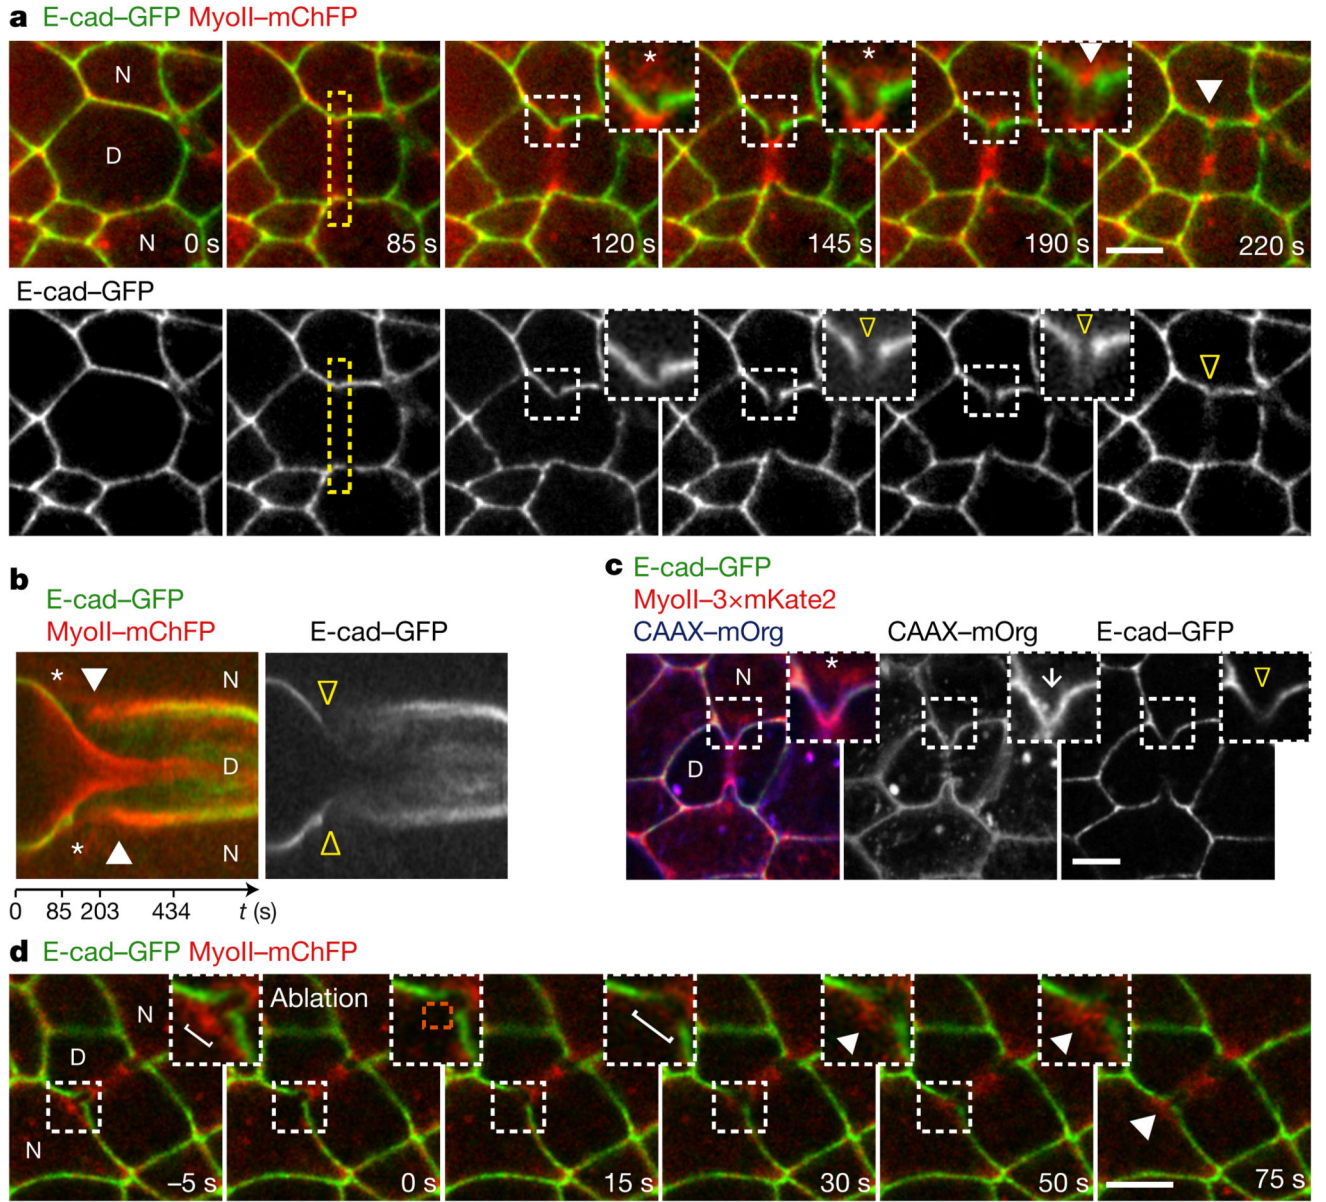 a E-cad–GFP MyoII–mChFP
N
D
N 0 s
85 s
*
120 s
*
145 s
190 s
220 s
E-cad–GFP
b
E-cad–GFP
MyoII–mChFP
E-cad–GFP
* N
D
* N
0 85 203 434 t (s)
c E-cad–GFP
MyoII–3×mKate2
CAAX–mOrg CAAX–mOrg E-cad–GFP
N *
D
d E-cad–GFP MyoII–mChFP
N Ablation
D
N –5 s
0 s
15 s
30 s
50 s
75 s